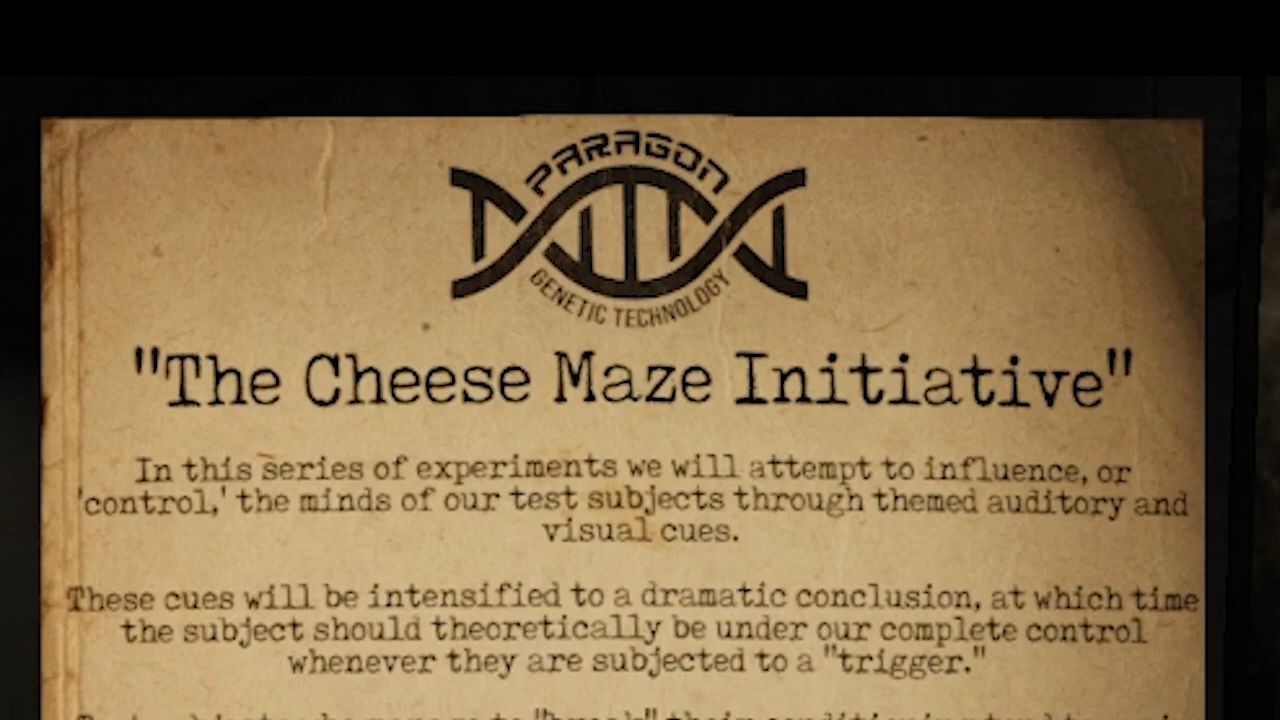 PARAGON
GENETIC TECHNOLOGY
"The Cheese Maze Initiative"
In this series of experiments we will attempt to influence, or
'control,' the minds of our test subjects through themed auditory and
visual cues.
These cues will be intensified to a dramatic conclusion, at which time
the subject should theoretically be under our complete control
whenever they are subjected to a "trigger."